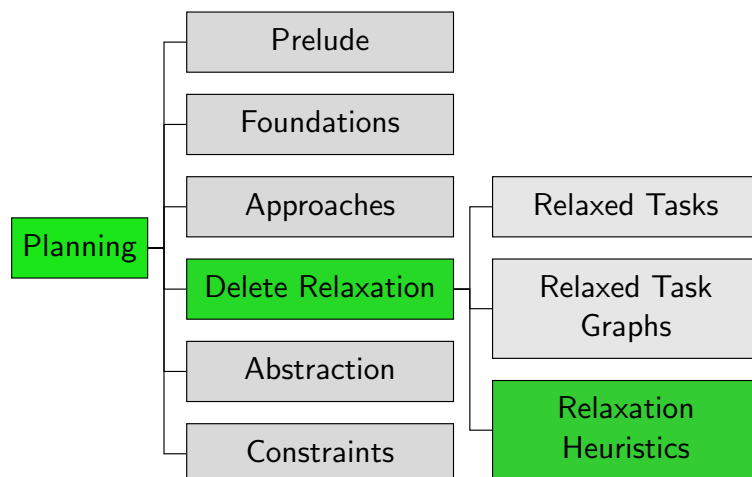 Prelude
Foundations
Approaches
Relaxed Tasks
Planning
Delete Relaxation
Relaxed Task
Graphs
Abstraction
Relaxation
Heuristics
Constraints